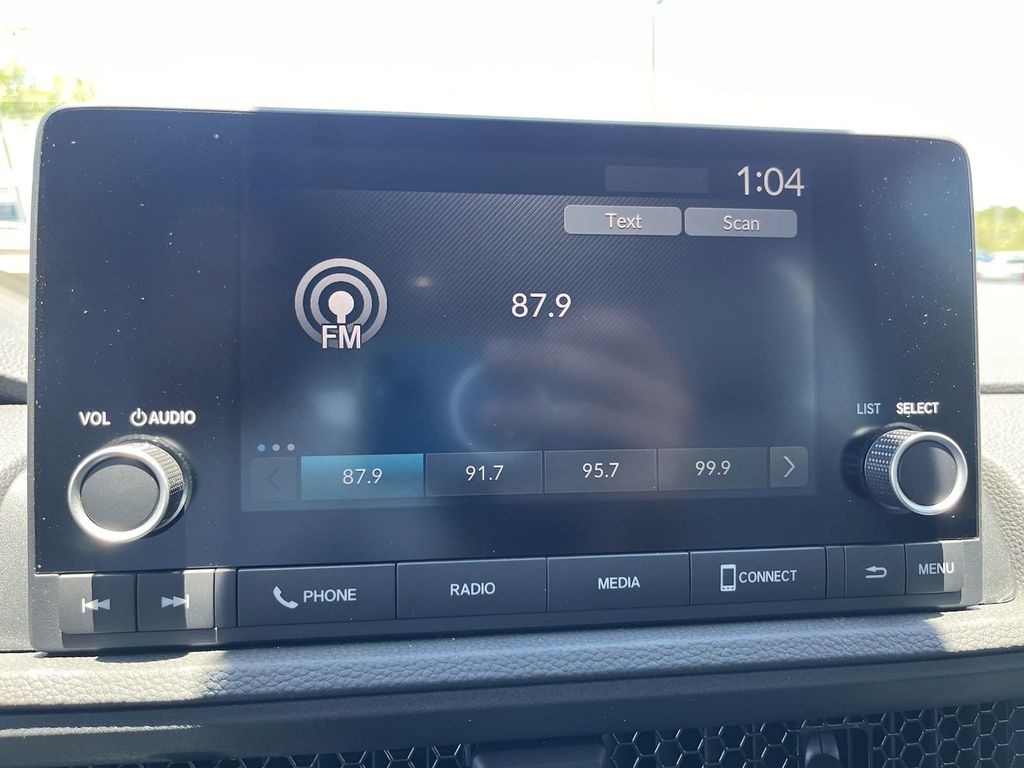 1:04
Text Scan
FM
87.9
VOL AUDIO
LIST SELECT
87.9 91.7 95.7 99.9
PHONE RADIO MEDIA CONNECT MENU